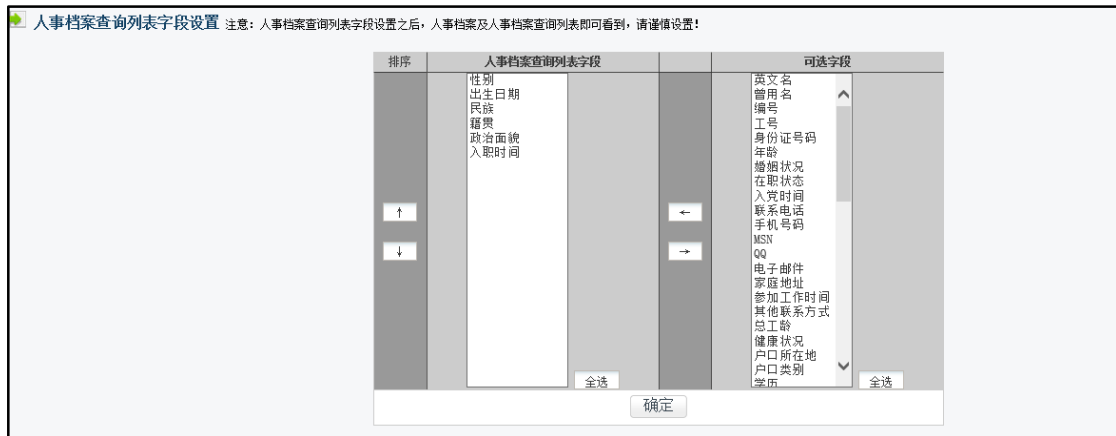 人事档案查询列表字段设置 注意：人事档案查询列表字段设置之后，人事档案及人事档案查询列表即可看到，请谨慎设置！
排序 人事档案查询列表字段 可选字段
性别
出生日期
民族
籍贯
政治面貌
入职时间
↑
↓
全选
←
→
英文名
曾用名
编号
工号
身份证号码
年龄
婚姻状况
在职状态
入党时间
联系电话
手机号码
MSN
QQ
电子邮件
家庭地址
参加工作时间
其他联系方式
总工龄
健康状况
户口所在地
户口类别
学历
全选
确定